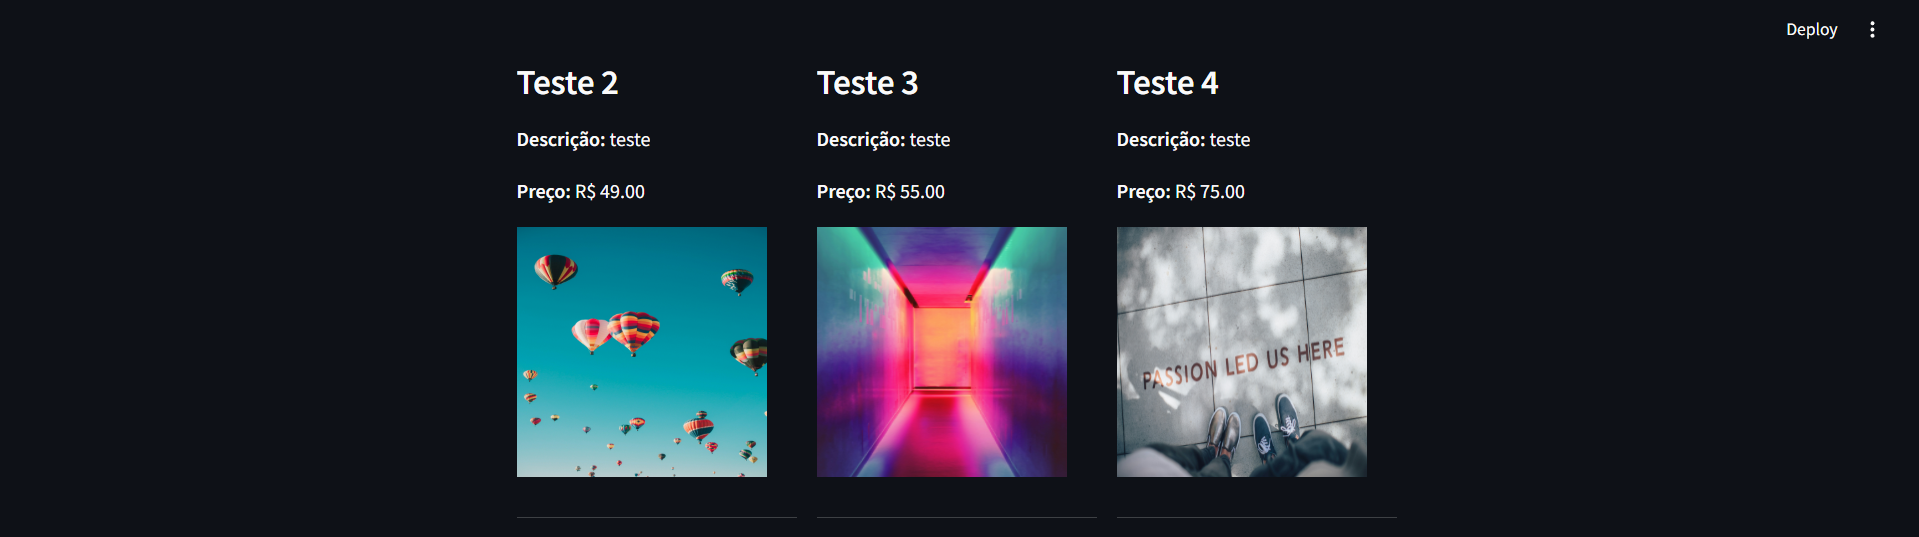 Deploy
Teste 2
Descrição: teste
Preço: R$ 49.00
Teste 3
Descrição: teste
Preço: R$ 55.00
Teste 4
Descrição: teste
Preço: R$ 75.00
PASSION LED US HERE